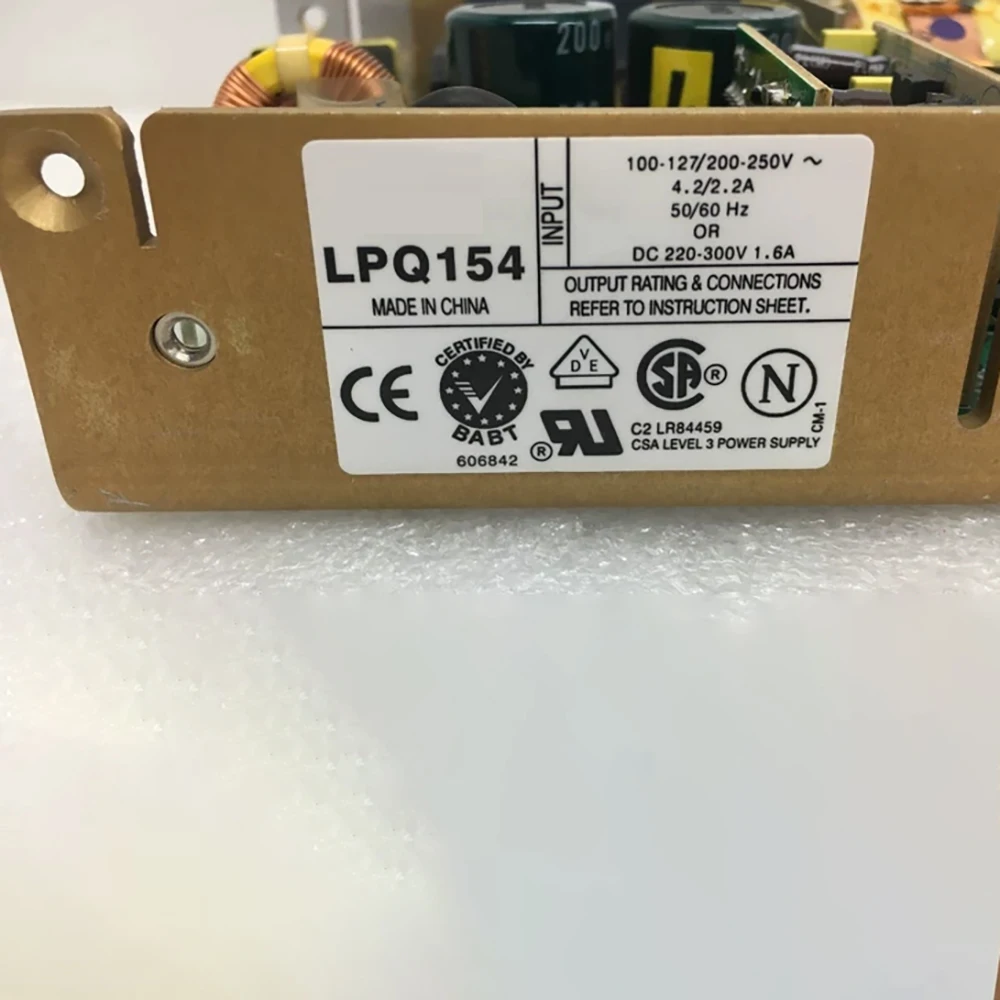 200
LPQ154
MADE IN CHINA
INPUT
100-127/200-250V ~
4.2/2.2A
50/60 Hz
OR
DC 220-300V 1.6A
OUTPUT RATING & CONNECTIONS
REFER TO INSTRUCTION SHEET.
CE
CERTIFIED BY
BABT
606842
VDE
® RU
SA ®
C2 LR84459
CSA LEVEL 3 POWER SUPPLY
N
CM-1